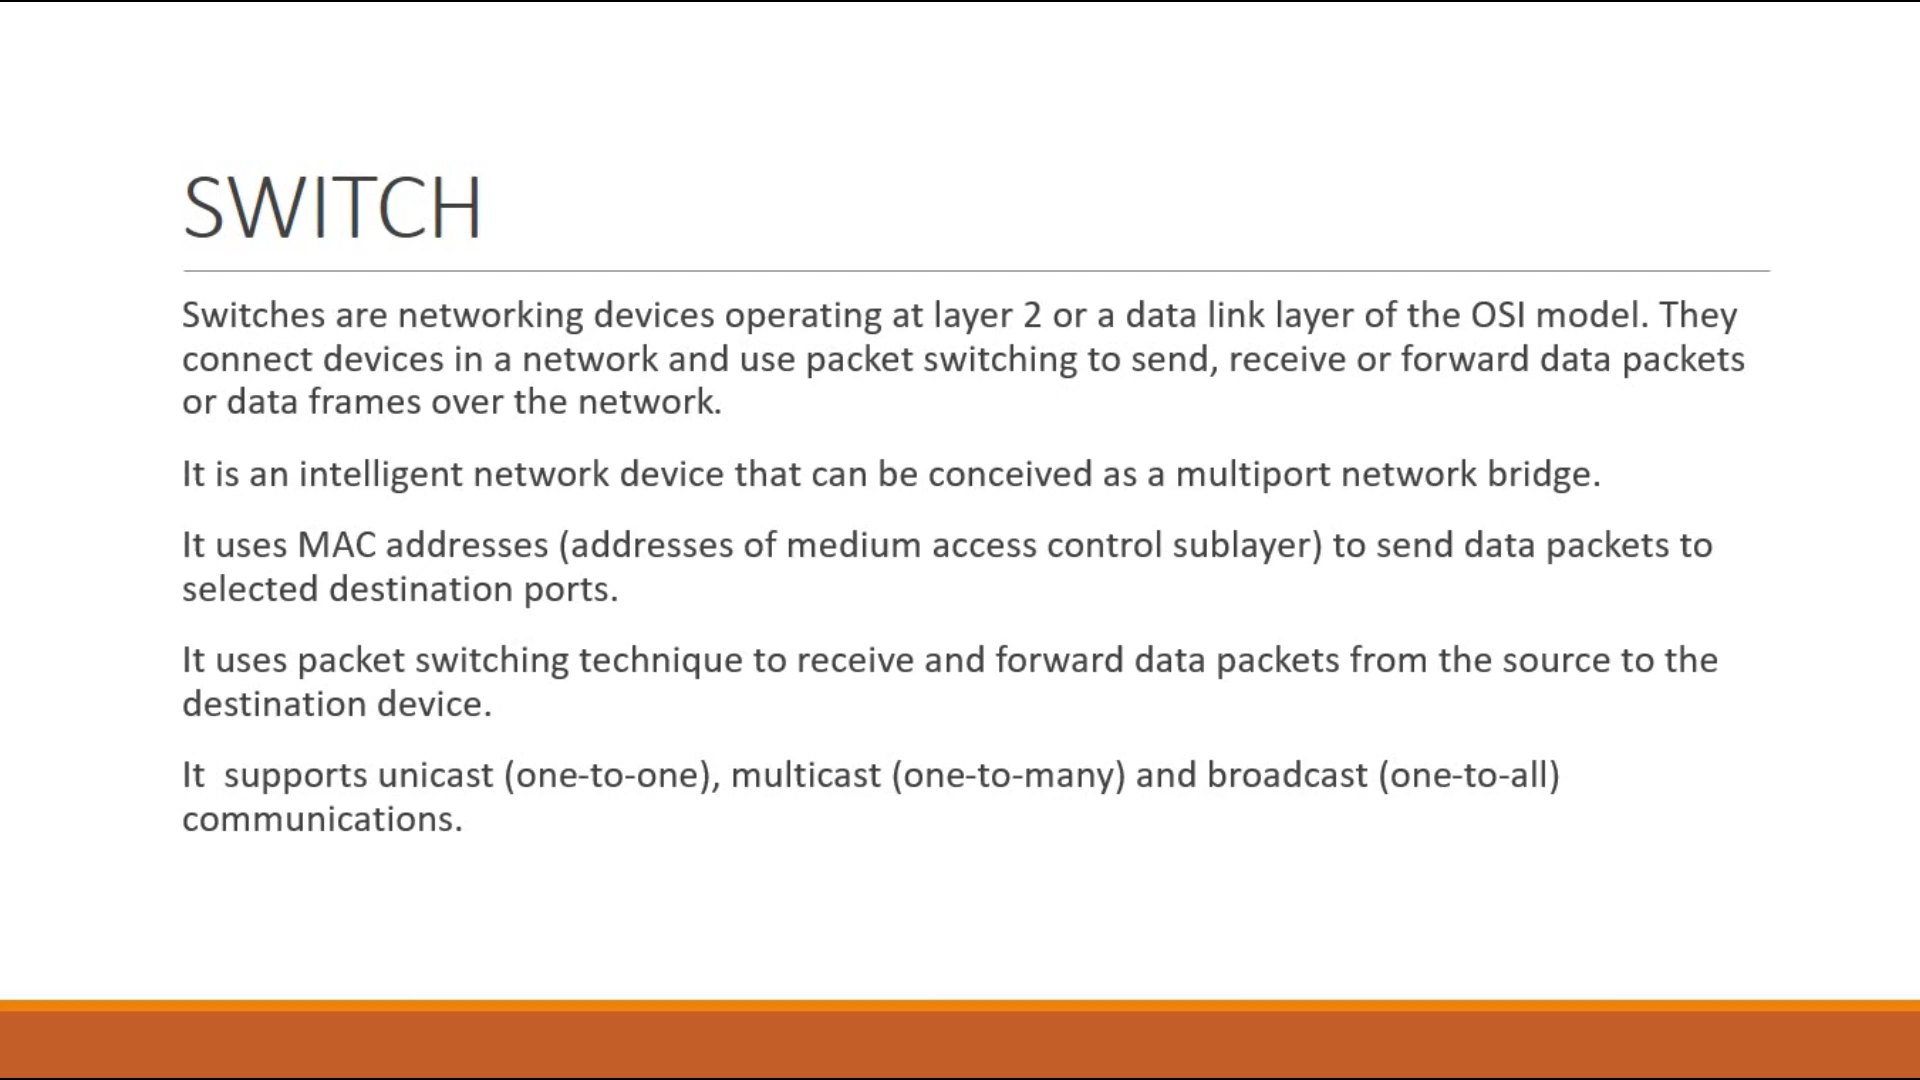 SWITCH
Switches are networking devices operating at layer 2 or a data link layer of the OSI model. They
connect devices in a network and use packet switching to send, receive or forward data packets
or data frames over the network.
It is an intelligent network device that can be conceived as a multiport network bridge.
It uses MAC addresses (addresses of medium access control sublayer) to send data packets to
selected destination ports.
It uses packet switching technique to receive and forward data packets from the source to the
destination device.
It  supports unicast (one-to-one), multicast (one-to-many) and broadcast (one-to-all)
communications.